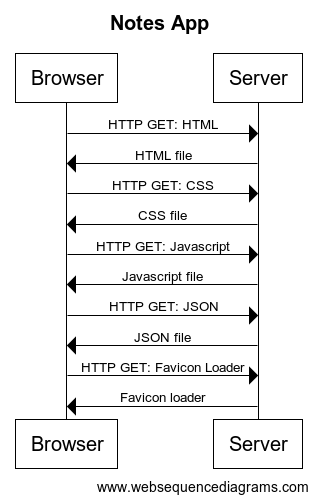 Notes App
Browser Server
HTTP GET: HTML
HTML file
HTTP GET: CSS
CSS file
HTTP GET: Javascript
Javascript file
HTTP GET: JSON
JSON file
HTTP GET: Favicon Loader
Favicon loader
Browser Server
www.websequencediagrams.com